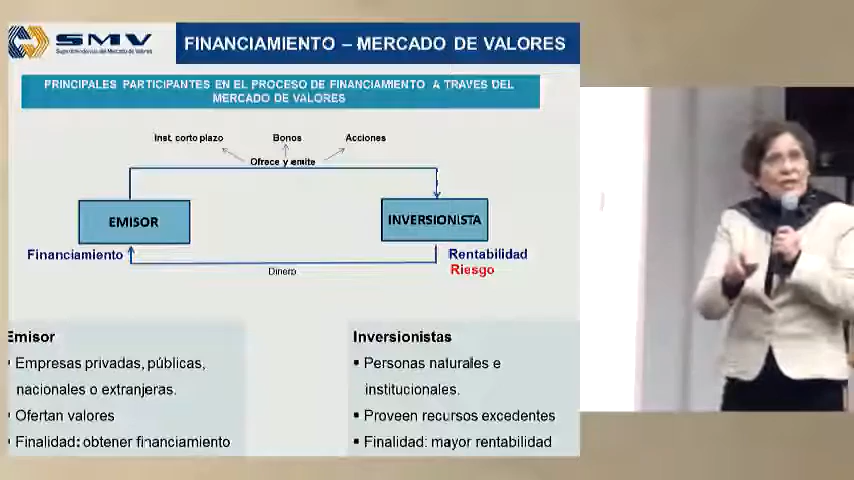 SMV
Superintendencia del Mercado de Valores
FINANCIAMIENTO – MERCADO DE VALORES
PRINCIPALES PARTICIPANTES EN EL PROCESO DE FINANCIAMIENTO A TRAVES DEL
MERCADO DE VALORES
Inst. corto plazo Bonos Acciones
Ofrece y emite
EMISOR INVERSIONISTA
Financiamiento Rentabilidad
Dinero Riesgo
Emisor
• Empresas privadas, públicas,
nacionales o extranjeras.
• Ofertan valores
• Finalidad: obtener financiamiento
Inversionistas
▪ Personas naturales e
institucionales.
▪ Proveen recursos excedentes
▪ Finalidad: mayor rentabilidad